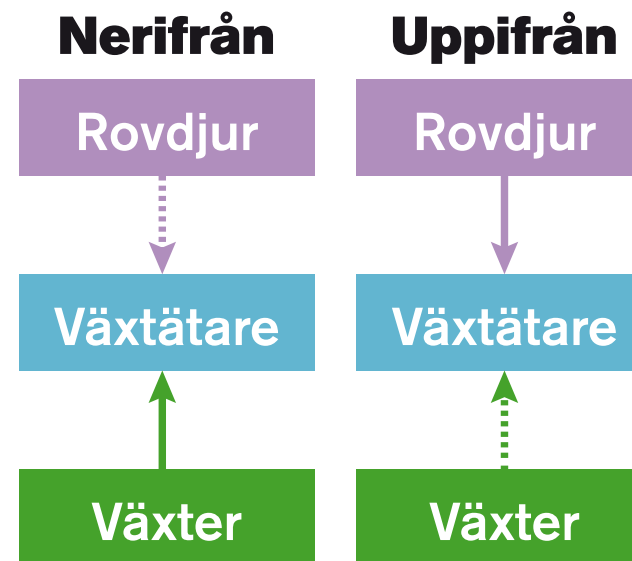 Nerifrån
Rovdjur
Växtätare
Växter
Uppifrån
Rovdjur
Växtätare
Växter